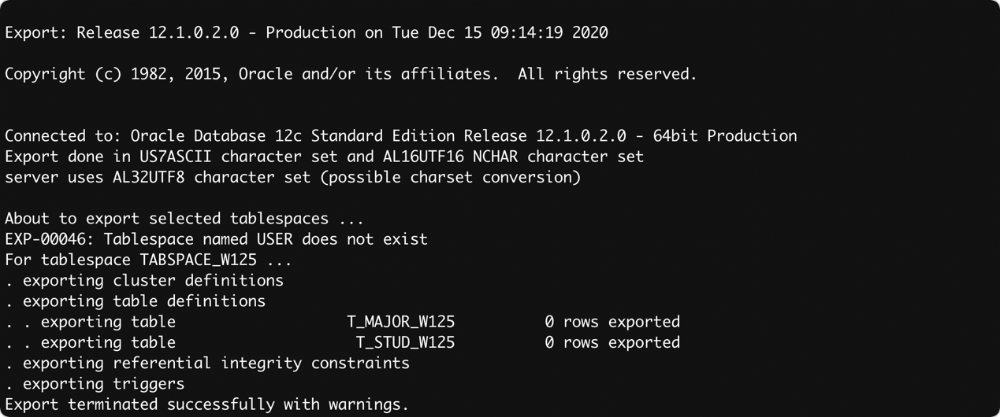 Export: Release 12.1.0.2.0 - Production on Tue Dec 15 09:14:19 2020
Copyright (c) 1982, 2015, Oracle and/or its affiliates.  All rights reserved.
Connected to: Oracle Database 12c Standard Edition Release 12.1.0.2.0 - 64bit Production
Export done in US7ASCII character set and AL16UTF16 NCHAR character set
server uses AL32UTF8 character set (possible charset conversion)
About to export selected tablespaces ...
EXP-00046: Tablespace named USER does not exist
For tablespace TABSPACE_W125 ...
. exporting cluster definitions
. exporting table definitions
. . exporting table                   T_MAJOR_W125          0 rows exported
. . exporting table                    T_STUD_W125          0 rows exported
. exporting referential integrity constraints
. exporting triggers
Export terminated successfully with warnings.